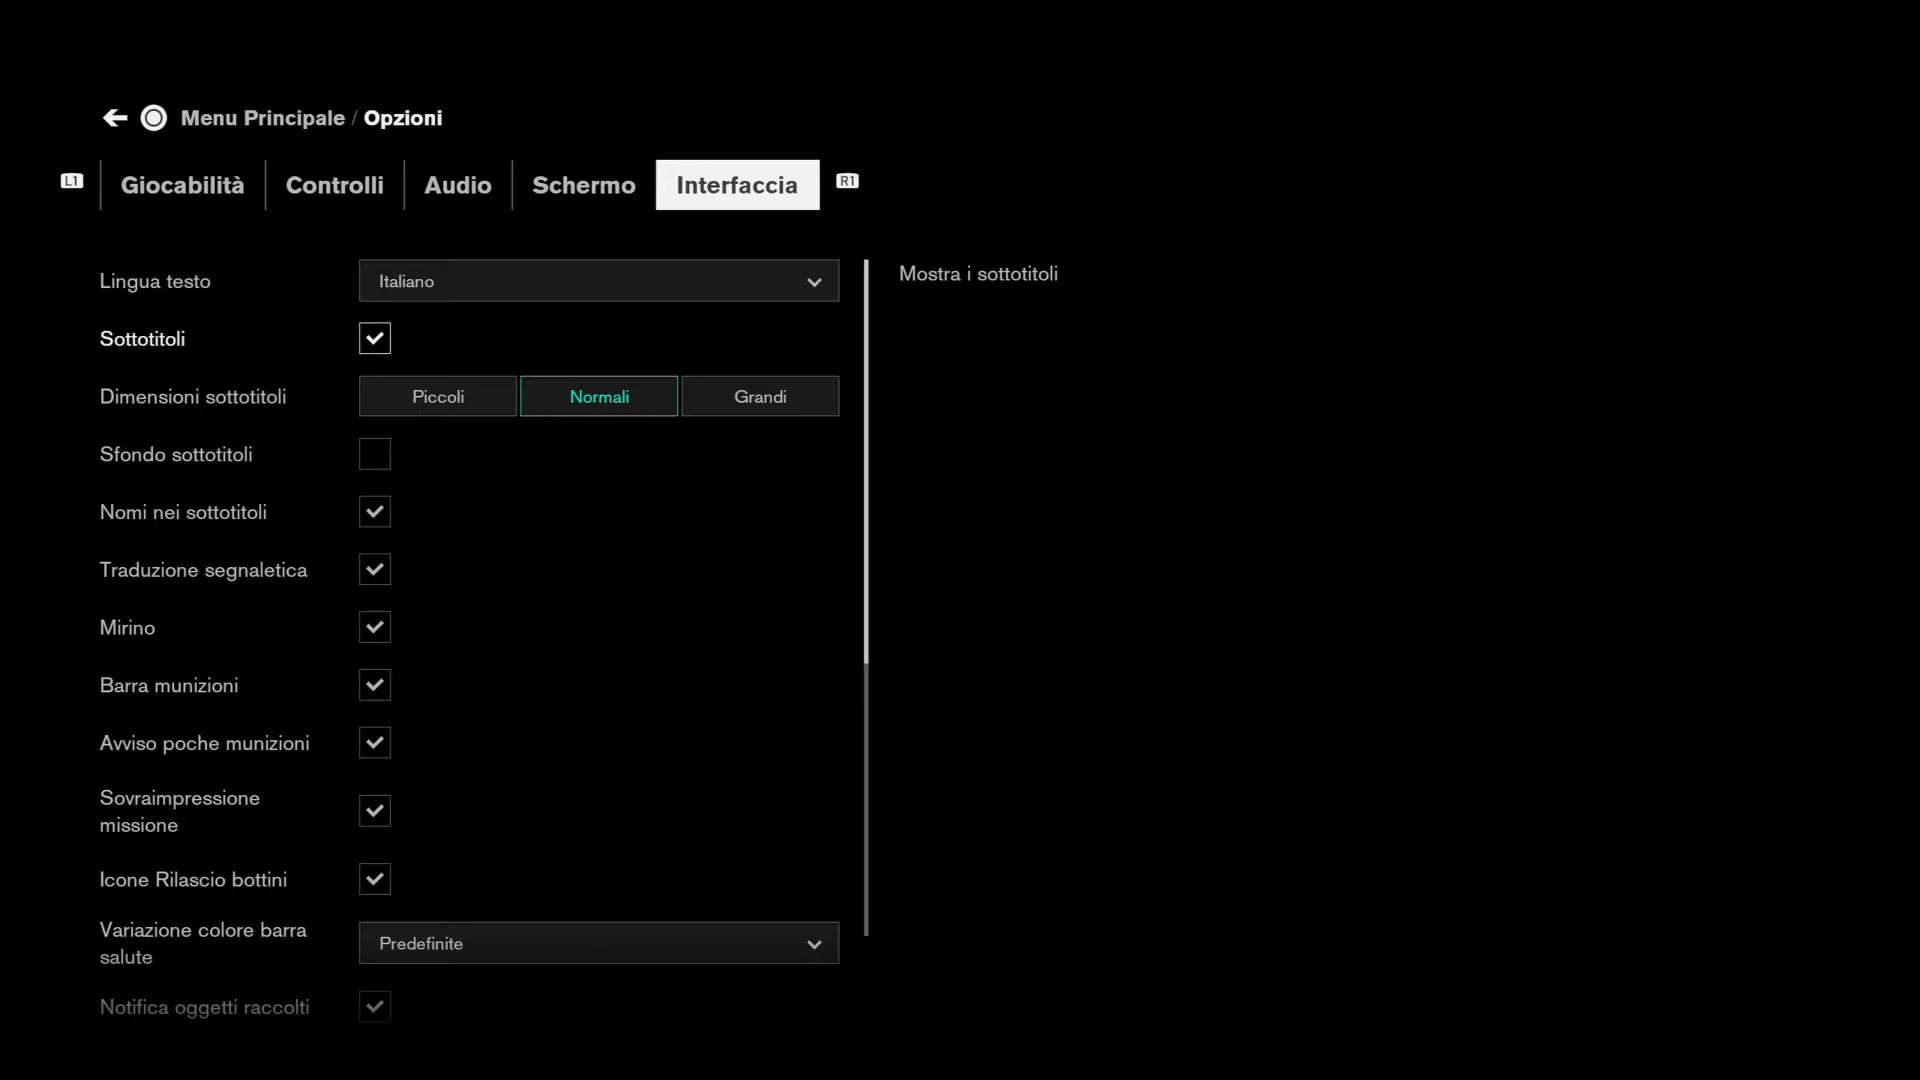 Menu Principale / Opzioni
L1 Giocabilità Controlli Audio Schermo Interfaccia R1
Lingua testo Italiano
Mostra i sottotitoli
Sottotitoli
Dimensioni sottotitoli Piccoli Normali Grandi
Sfondo sottotitoli
Nomi nei sottotitoli
Traduzione segnaletica
Mirino
Barra munizioni
Avviso poche munizioni
Sovraimpressione
missione
Icone Rilascio bottini
Variazione colore barra
salute
Predefinite
Notifica oggetti raccolti